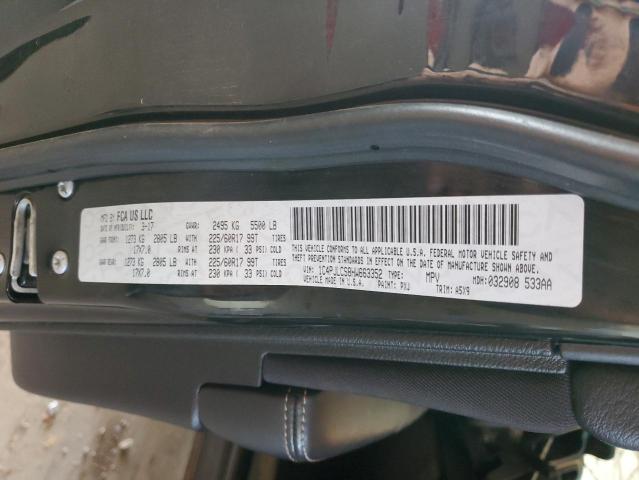 MFD BY FCA US LLC
DATE OF MFR 3-17 GVWR: 2495 KG 5500 LB
GAWR FRONT: 1273 KG 2805 LB WITH 225/60R17 99T TIRES
17X7.0 RIMS AT 230 KPA ( 33 PSI) COLD
GAWR REAR: 1273 KG 2805 LB WITH 225/60R17 99T TIRES
17X7.0 RIMS AT 230 KPA ( 33 PSI) COLD
THIS VEHICLE CONFORMS TO ALL APPLICABLE U.S.A. FEDERAL MOTOR VEHICLE SAFETY AND
THEFT PREVENTION STANDARDS IN EFFECT ON THE DATE OF MANUFACTURE SHOWN ABOVE.
VIN: 1C4PJLCSBHW663352 TYPE: MPV MDH: 032908 533AA
VEHICLE MADE IN U.S.A. PAINT: PXJ TRIM: A5X9